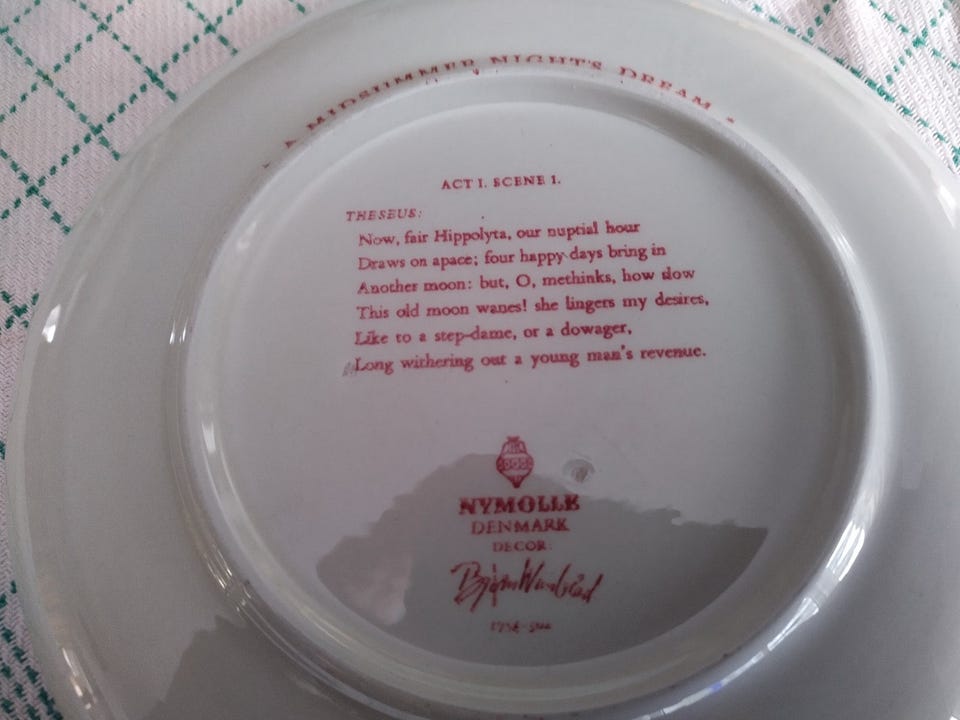 A MIDSUMMER NIGHT'S DREAM
ACT I. SCENE I.
THESEUS:
Now, fair Hippolyta, our nuptial hour
Draws on apace; four happy days bring in
Another moon: but, O, methinks, how slow
This old moon wanes! she lingers my desires,
Like to a step-dame, or a dowager,
Long withering out a young man's revenue.
NYMOLLE
DENMARK
DECOR:
Bjørn Wiinblad